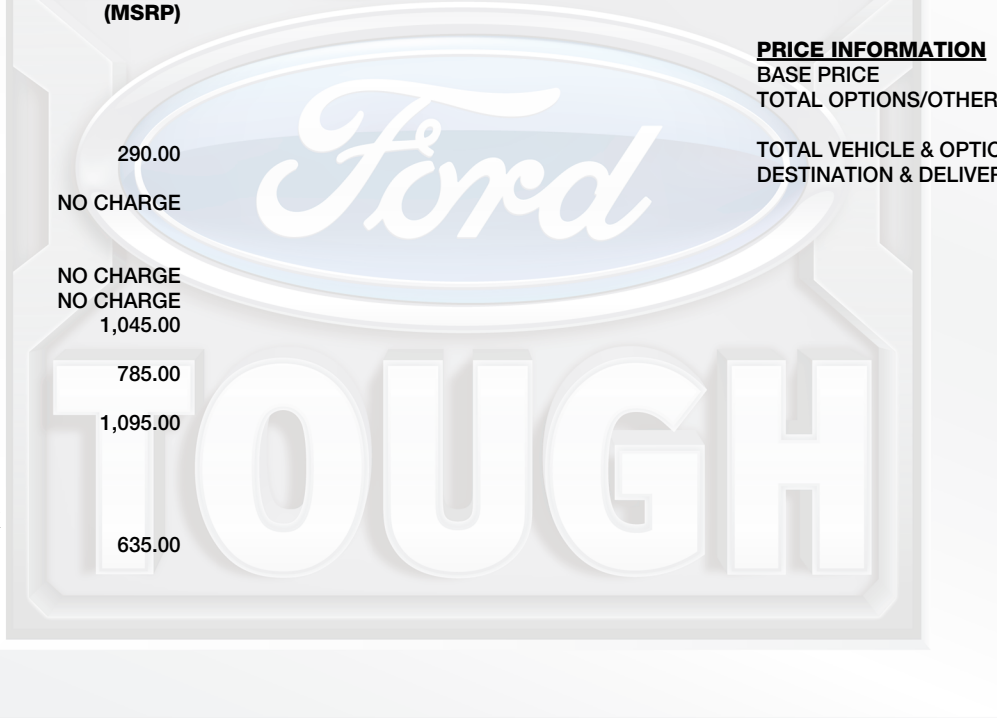 (MSRP)
290.00
NO CHARGE
NO CHARGE
NO CHARGE
1,045.00
785.00
1,095.00
635.00
PRICE INFORMATION
BASE PRICE
TOTAL OPTIONS/OTHER
TOTAL VEHICLE & OPTIO
DESTINATION & DELIVER
Ford
TOUGH